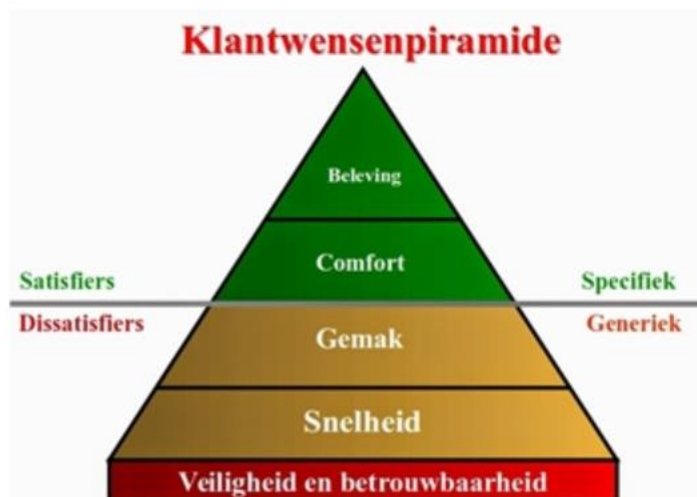 Klantwensenpiramide
Beleving
Comfort
Satisfiers
Specifiek
Dissatisfiers
Generiek
Gemak
Snelheid
Veiligheid en betrouwbaarheid